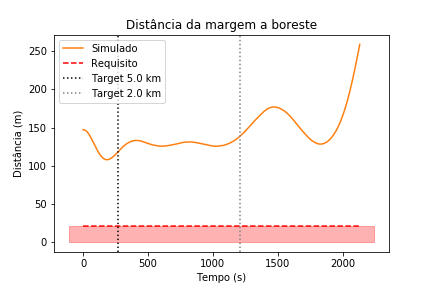 Distância da margem a boreste
Simulado
Requisito
Target 5.0 km
Target 2.0 km
Distância (m)
250
200
150
100
50
0
0 500 1000 1500 2000
Tempo (s)